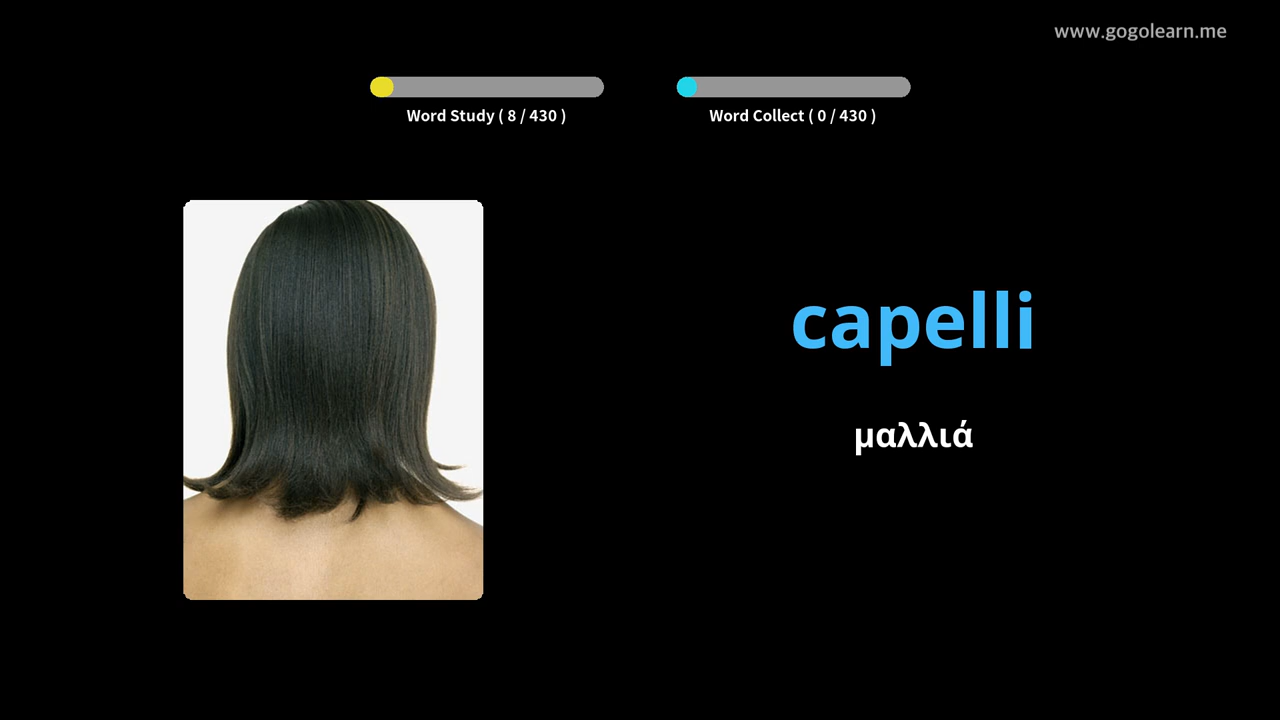 www.gogolearn.me
Word Study ( 8 / 430 )
Word Collect ( 0 / 430 )
capelli
μαλλιά